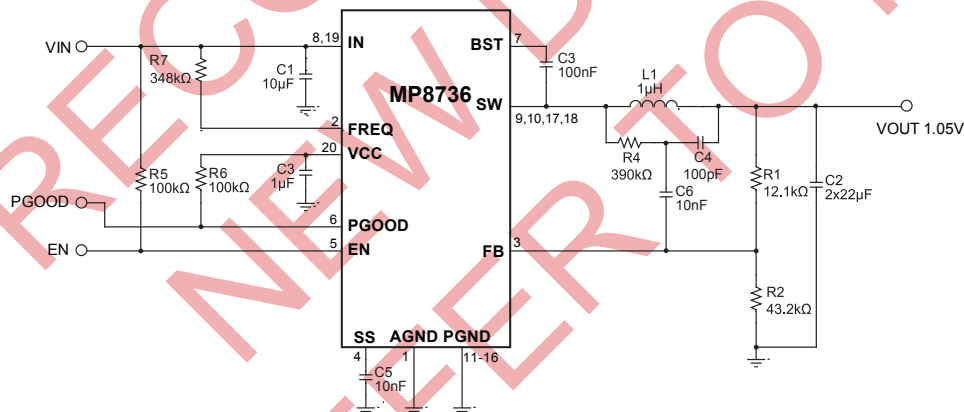 VIN
R7
348kΩ
C1
10μF
8,19
IN
MP8736
BST
7
C3
100nF
SW
9,10,17,18
L1
1μH
VOUT 1.05V
R4
390kΩ
C4
100pF
C6
10nF
R1
12.1kΩ
C2
2x22μF
2
FREQ
20
VCC
R5
100kΩ
R6
100kΩ
C3
1μF
PGOOD
6
PGOOD
EN
5
EN
FB
3
R2
43.2kΩ
SS
AGND
PGND
4
1
11-16
C5
10nF